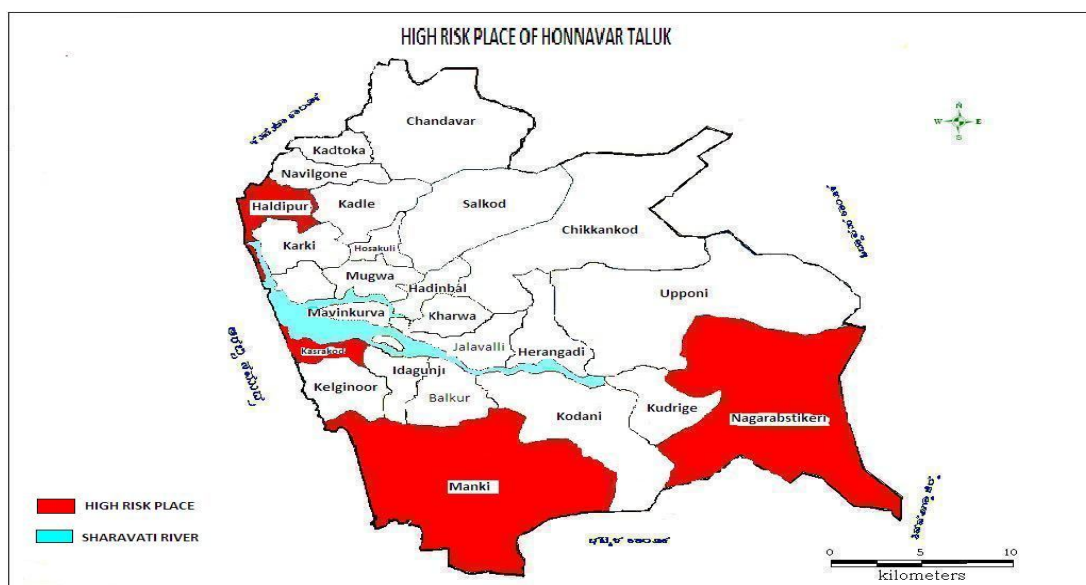 HIGH RISK PLACE OF HONNAVAR TALUK
Chandavar
Kadtoka
Navilgone
Haldipur
Kadle
Salkod
Karki
Hosakuli
Chikkankod
Mugwa
Hadinbal
Upponi
Mavinkurva
Kharwa
Jalavalli
Herangadi
Kasrakod
Idagunji
Kelginoor
Balkur
Kodani
Kudrige
Nagarabstikeri
Manki
N
W E
S
HIGH RISK PLACE
SHARAVATI RIVER
0 5 10
kilometers